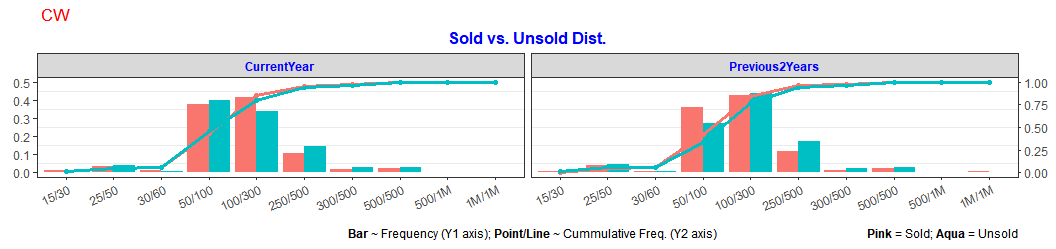 CW
Sold vs. Unsold Dist.
CurrentYear
Previous2Years
0.5
0.4
0.3
0.2
0.1
0.0
1.00
0.75
0.50
0.25
0.00
15/30 25/50 30/60 50/100 100/300 250/500 300/500 500/500 500/1M 1M/1M
15/30 25/50 30/60 50/100 100/300 250/500 300/500 500/500 500/1M 1M/1M
Bar ~ Frequency (Y1 axis); Point/Line ~ Cummulative Freq. (Y2 axis)
Pink = Sold; Aqua = Unsold